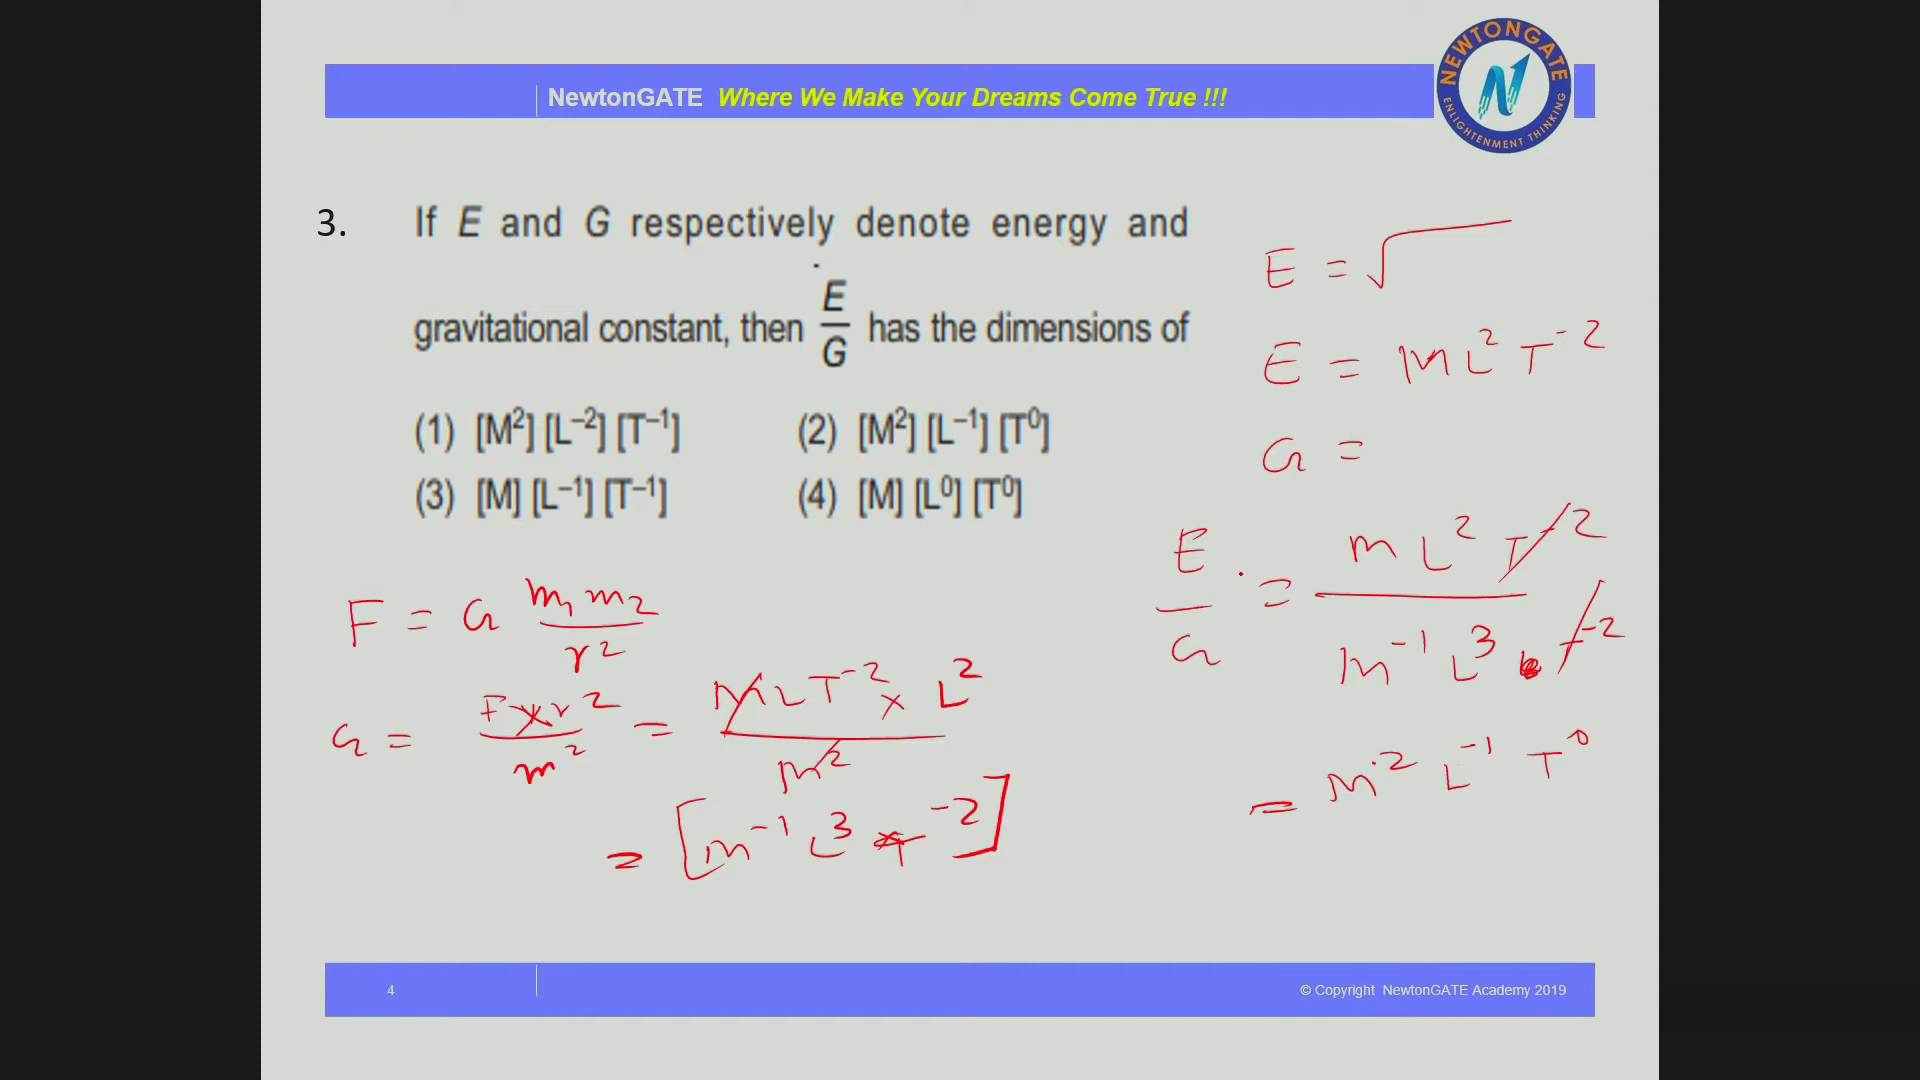 NewtonGATE Where We Make Your Dreams Come True !!!
NEWTONGATE
ENLIGHTENMENT THINKING
3. If E and G respectively denote energy and
gravitational constant, then E/G has the dimensions of
(1) [M²] [L⁻²] [T⁻¹] (2) [M²] [L⁻¹] [T⁰]
(3) [M] [L⁻¹] [T⁻¹] (4) [M] [L⁰] [T⁰]
E = √
E = ML²T⁻²
G =
E/G = ML²T⁻² / M⁻¹L³T⁻²
= M²L⁻¹T⁰
F = G m₁m₂ / r²
G = F×r² / m² = MLT⁻² × L² / M²
= [M⁻¹L³T⁻²]
4
© Copyright NewtonGATE Academy 2019